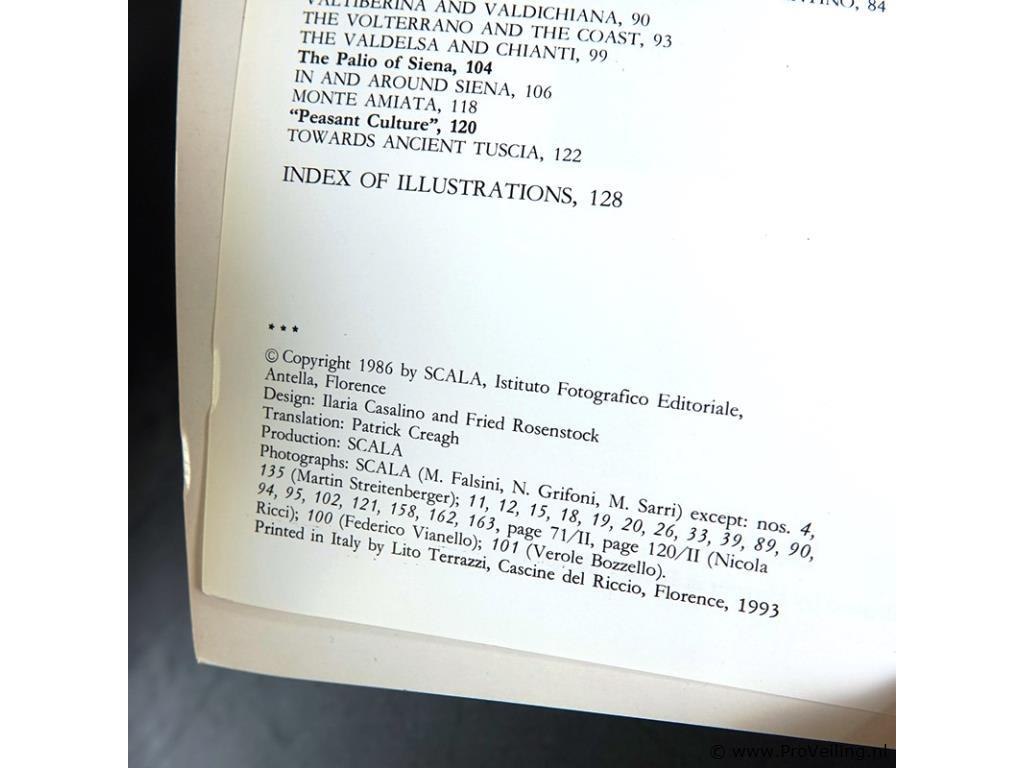 84
VALTIBERINA AND VALDICHIANA, 90
THE VOLTERRANO AND THE COAST, 93
THE VALDELSA AND CHIANTI, 99
The Palio of Siena, 104
IN AND AROUND SIENA, 106
MONTE AMIATA, 118
“Peasant Culture”, 120
TOWARDS ANCIENT TUSCIA, 122
INDEX OF ILLUSTRATIONS, 128
***
© Copyright 1986 by SCALA, Istituto Fotografico Editoriale,
Antella, Florence
Design: Ilaria Casalino and Fried Rosenstock
Translation: Patrick Creagh
Production: SCALA
Photographs: SCALA (M. Falsini, N. Grifoni, M. Sarri) except: nos. 4,
135 (Martin Streitenberger); 11, 12, 15, 18, 19, 20, 26, 33, 39, 89, 90,
94, 95, 102, 121, 158, 162, 163, page 71/II, page 120/II (Nicola
Ricci); 100 (Federico Vianello); 101 (Verole Bozzello).
Printed in Italy by Lito Terrazzi, Cascine del Riccio, Florence, 1993
© www.ProVeiling.nl